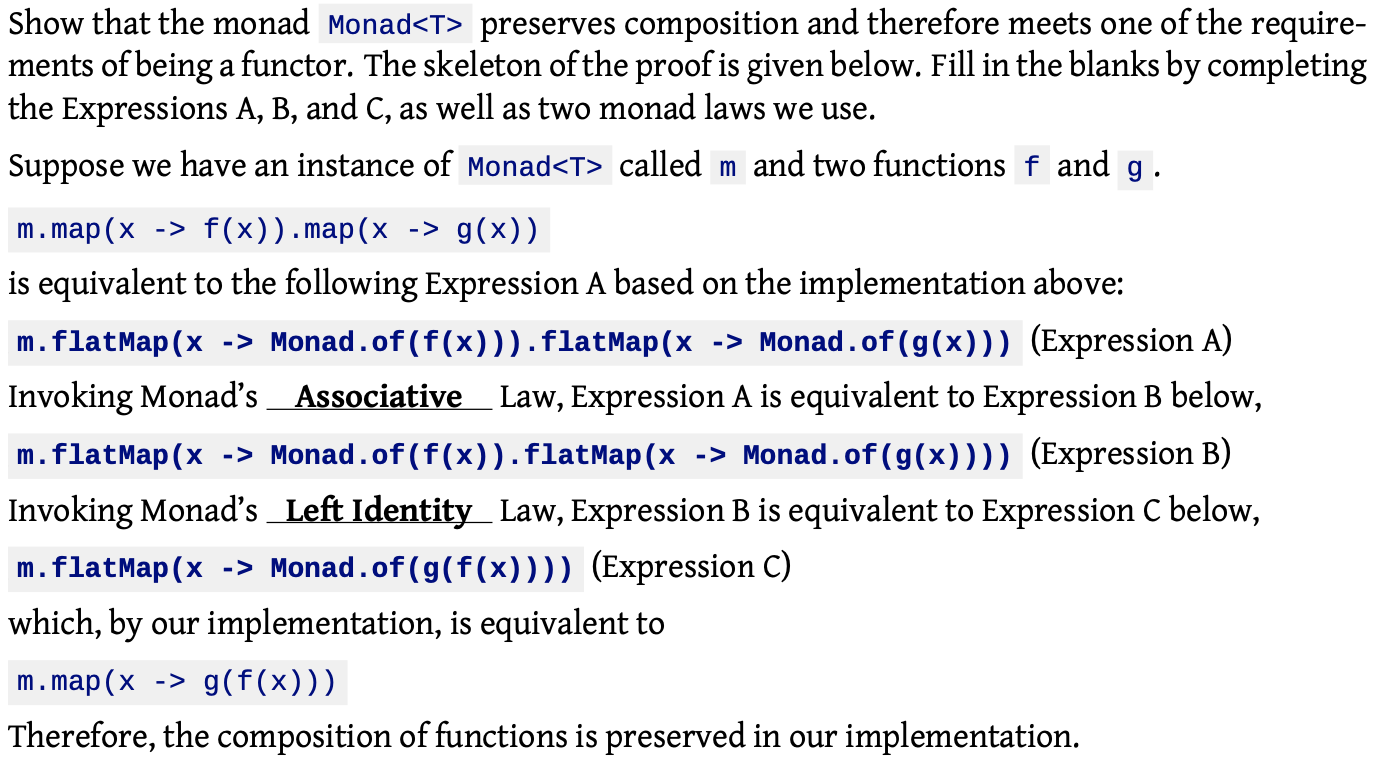 Show that the monad Monad<T> preserves composition and therefore meets one of the require-
ments of being a functor. The skeleton of the proof is given below. Fill in the blanks by completing
the Expressions A, B, and C, as well as two monad laws we use.
Suppose we have an instance of Monad<T> called m and two functions f and g.
m.map(x -> f(x)).map(x -> g(x))
is equivalent to the following Expression A based on the implementation above:
m.flatMap(x -> Monad.of(f(x))).flatMap(x -> Monad.of(g(x))) (Expression A)
Invoking Monad’s Associative Law, Expression A is equivalent to Expression B below,
m.flatMap(x -> Monad.of(f(x)).flatMap(x -> Monad.of(g(x)))) (Expression B)
Invoking Monad’s Left Identity Law, Expression B is equivalent to Expression C below,
m.flatMap(x -> Monad.of(g(f(x)))) (Expression C)
which, by our implementation, is equivalent to
m.map(x -> g(f(x)))
Therefore, the composition of functions is preserved in our implementation.